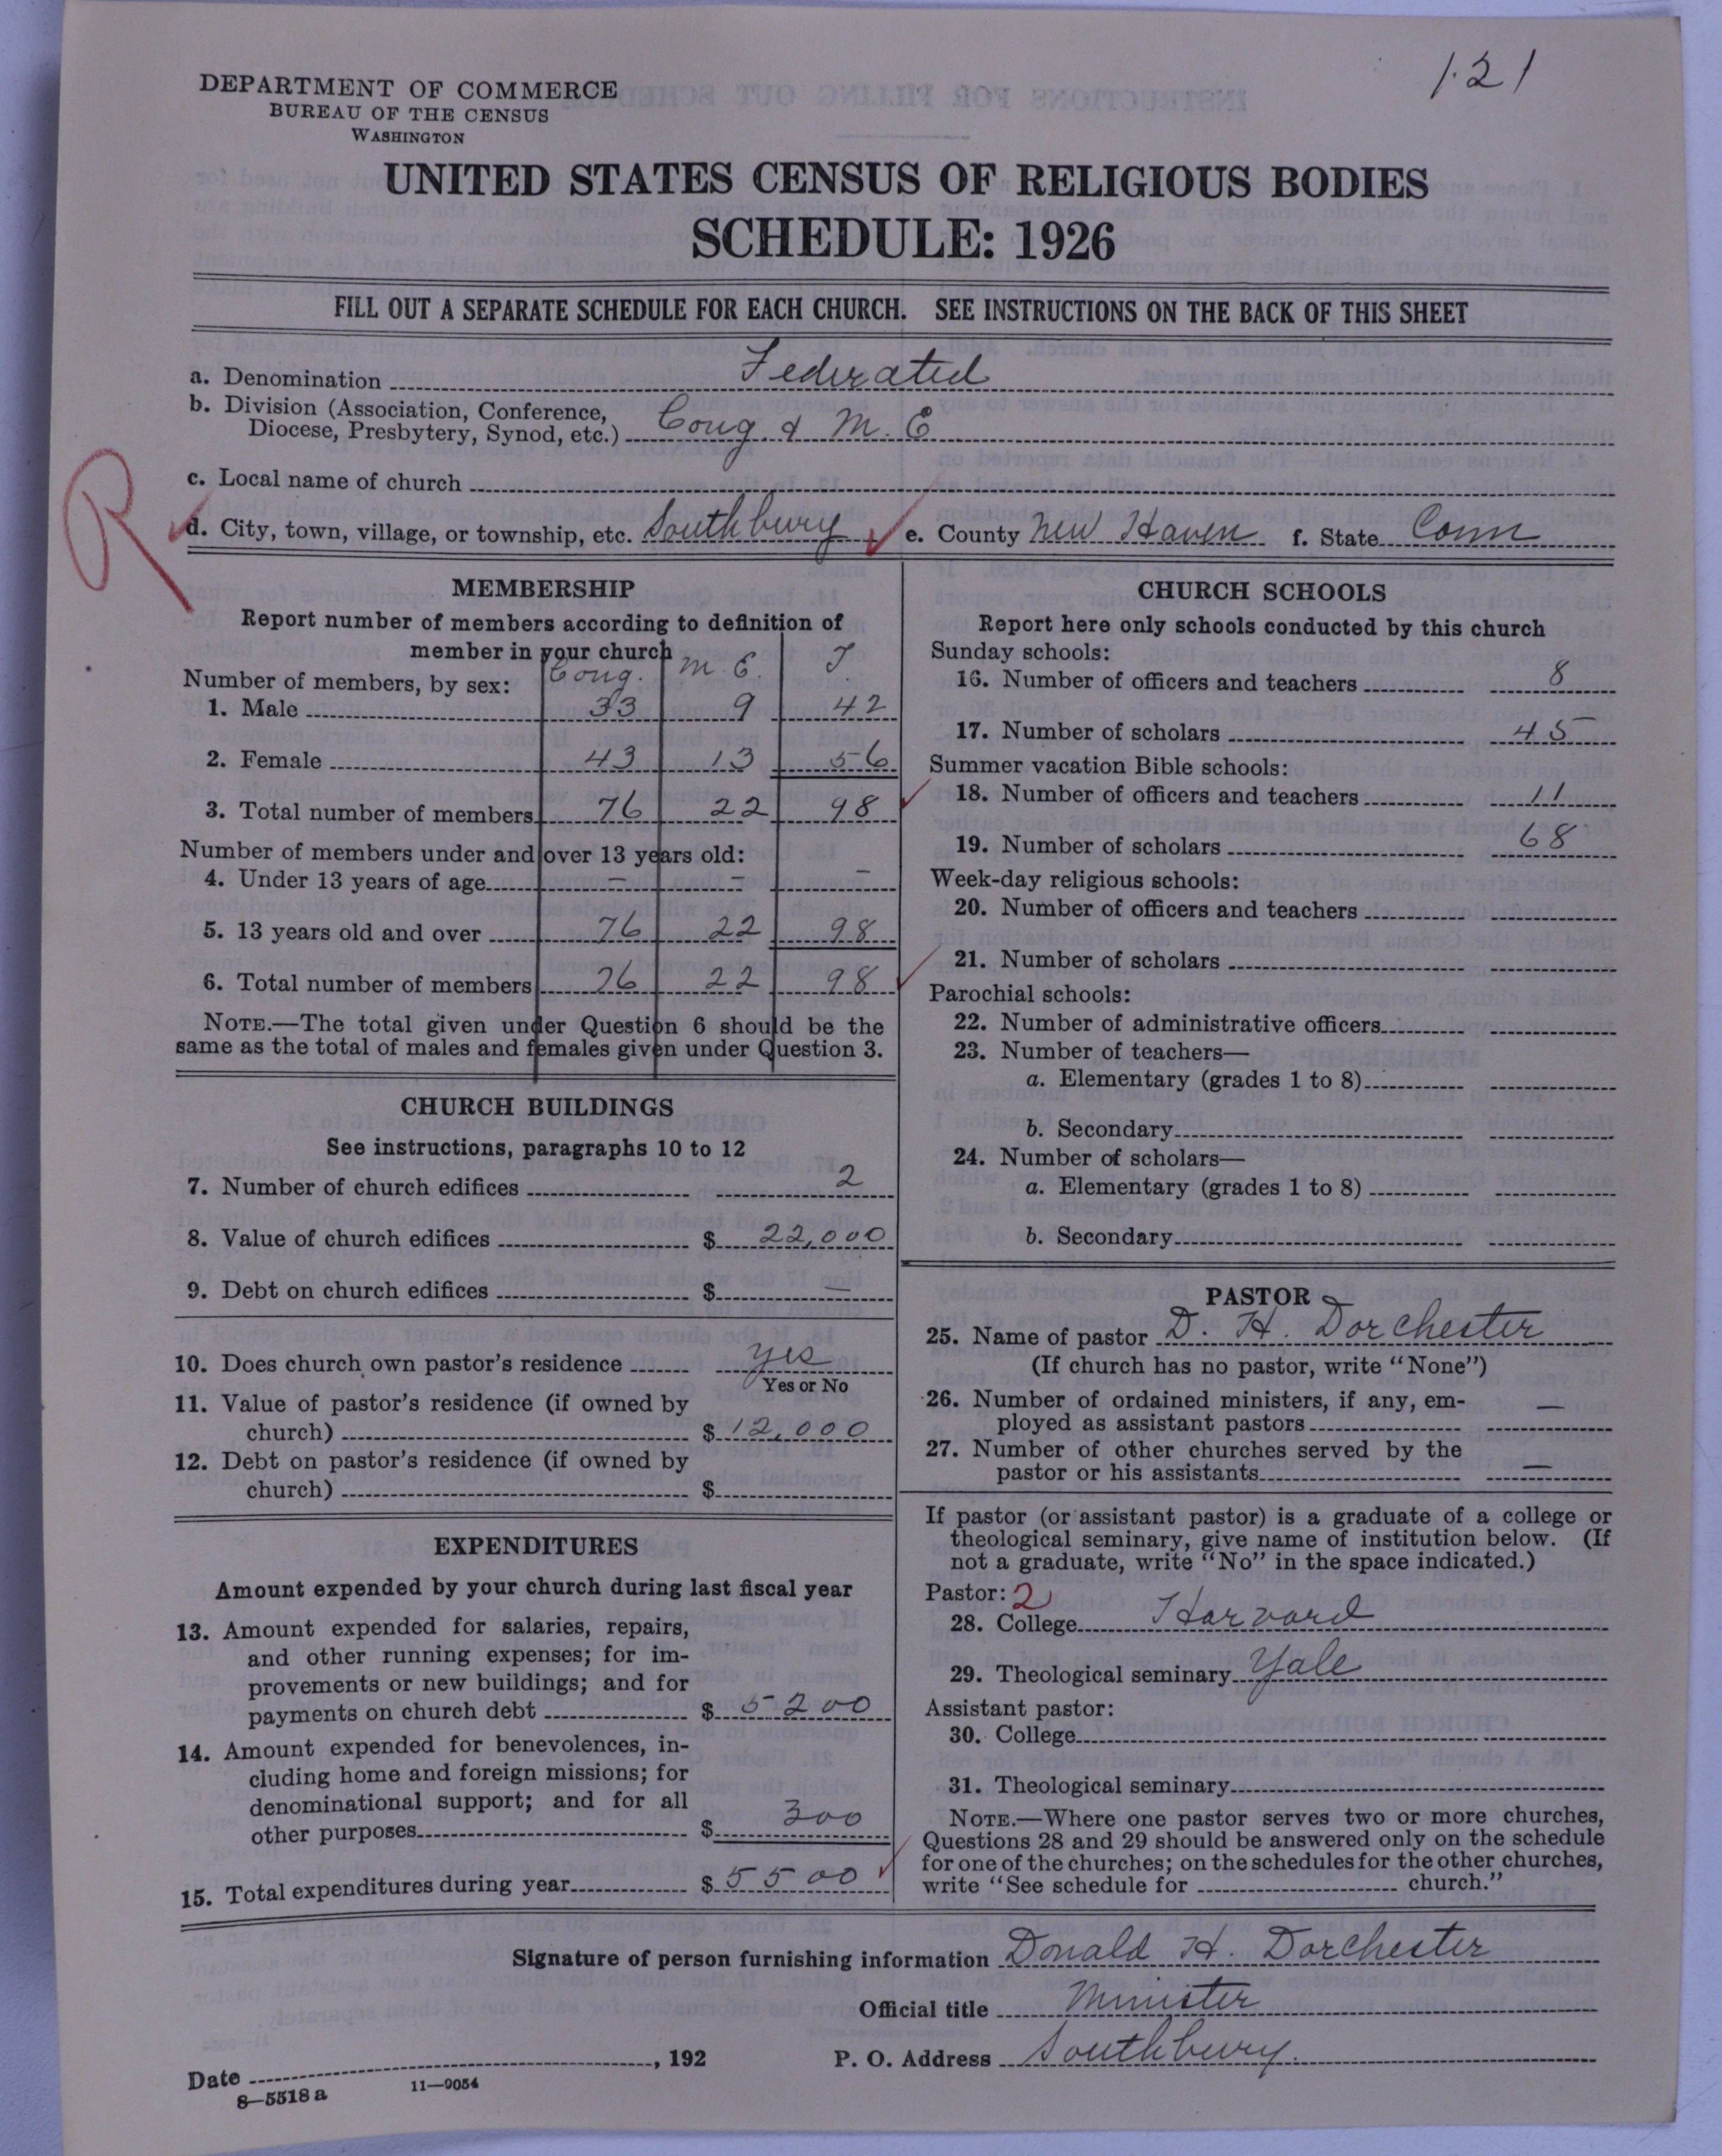 121
DEPARTMENT OF COMMERCE
BUREAU OF THE CENSUS
WASHINGTON
UNITED STATES CENSUS OF RELIGIOUS BODIES
SCHEDULE: 1926
FILL OUT A SEPARATE SCHEDULE FOR EACH CHURCH. SEE INSTRUCTIONS ON THE BACK OF THIS SHEET
a. Denomination Federated
b. Division (Association, Conference,
Diocese, Presbytery, Synod, etc.) Cong. & M. E
c. Local name of church
R
d. City, town, village, or township, etc. Southbury e. County New Haven f. State Conn
MEMBERSHIP
Report number of members according to definition of
member in your church
Number of members, by sex: Cong. M. E. T.
1. Male 33 9 42
2. Female 43 13 56
3. Total number of members 76 22 98
Number of members under and over 13 years old:
4. Under 13 years of age – – –
5. 13 years old and over 76 22 98
6. Total number of members 76 22 98
NOTE.—The total given under Question 6 should be the
same as the total of males and females given under Question 3.
CHURCH BUILDINGS
See instructions, paragraphs 10 to 12
7. Number of church edifices 2
8. Value of church edifices $ 22,000
9. Debt on church edifices $ —
10. Does church own pastor's residence yes
Yes or No
11. Value of pastor's residence (if owned by
church) $ 12,000
12. Debt on pastor's residence (if owned by
church) $
EXPENDITURES
Amount expended by your church during last fiscal year
13. Amount expended for salaries, repairs,
and other running expenses; for im-
provements or new buildings; and for
payments on church debt $ 5200
14. Amount expended for benevolences, in-
cluding home and foreign missions; for
denominational support; and for all
other purposes $ 300
15. Total expenditures during year $ 5500
CHURCH SCHOOLS
Report here only schools conducted by this church
Sunday schools:
16. Number of officers and teachers 8
17. Number of scholars 45
Summer vacation Bible schools:
18. Number of officers and teachers 11
19. Number of scholars 68
Week-day religious schools:
20. Number of officers and teachers
21. Number of scholars
Parochial schools:
22. Number of administrative officers
23. Number of teachers—
a. Elementary (grades 1 to 8)
b. Secondary
24. Number of scholars—
a. Elementary (grades 1 to 8)
b. Secondary
PASTOR
25. Name of pastor D. H. Dorchester
(If church has no pastor, write "None")
26. Number of ordained ministers, if any, em-
ployed as assistant pastors —
27. Number of other churches served by the
pastor or his assistants —
If pastor (or assistant pastor) is a graduate of a college or
theological seminary, give name of institution below. (If
not a graduate, write "No" in the space indicated.)
Pastor: 2
28. College Harvard
29. Theological seminary Yale
Assistant pastor:
30. College
31. Theological seminary
NOTE.—Where one pastor serves two or more churches,
Questions 28 and 29 should be answered only on the schedule
for one of the churches; on the schedules for the other churches,
write "See schedule for church."
Signature of person furnishing information Donald H. Dorchester
Official title Minister
Date , 192 P. O. Address Southbury.
8—5518 a 11—9054